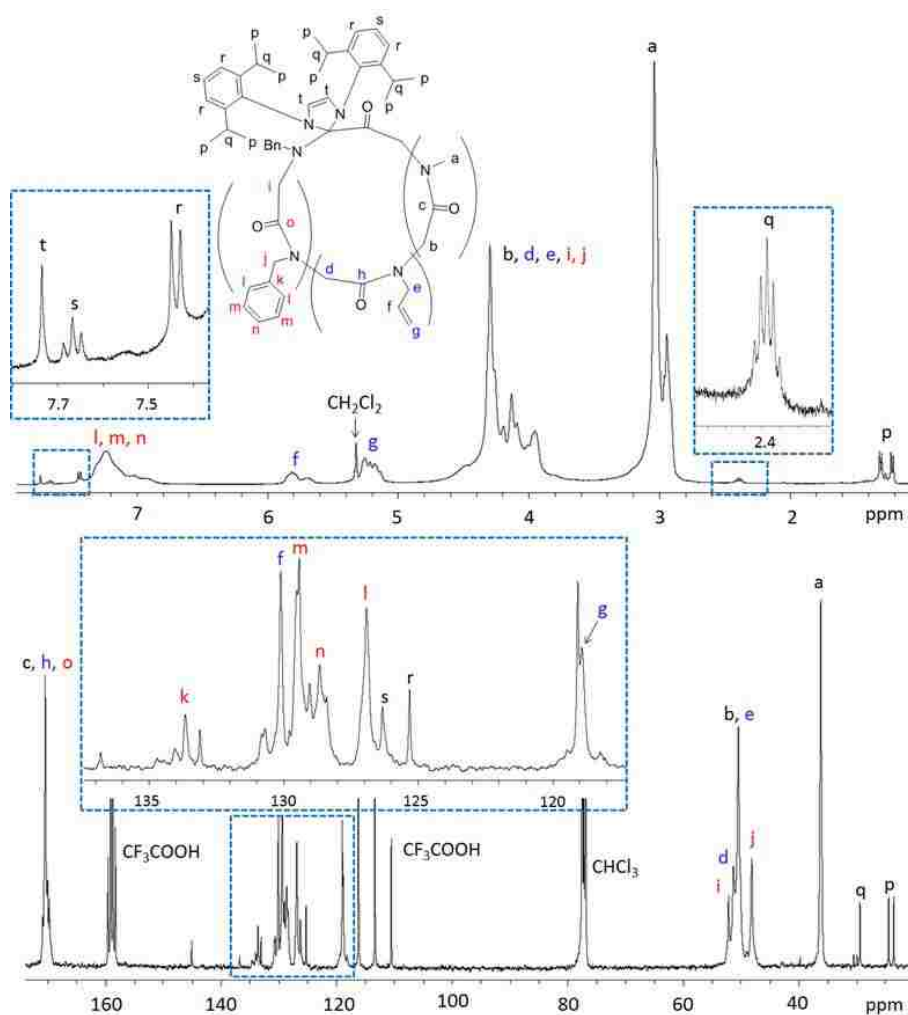 a
p
p
r
s
q
p
p
r
s
r
q
p
p
q
p
p
r
t
t
N
N
O
Bn
N
i
N
a
c
O
b
O
o
N
j
k
l
l
m
m
n
d
h
O
N
e
f
g
t
s
r
7.7
7.5
b, d, e, i, j
q
2.4
CH2Cl2
l, m, n
f
g
p
7
6
5
4
3
2
ppm
c, h, o
k
f
m
n
l
s
r
g
135
130
125
120
a
b, e
d
i
j
q
p
CF3COOH
CF3COOH
CHCl3
160
140
120
100
80
60
40
ppm